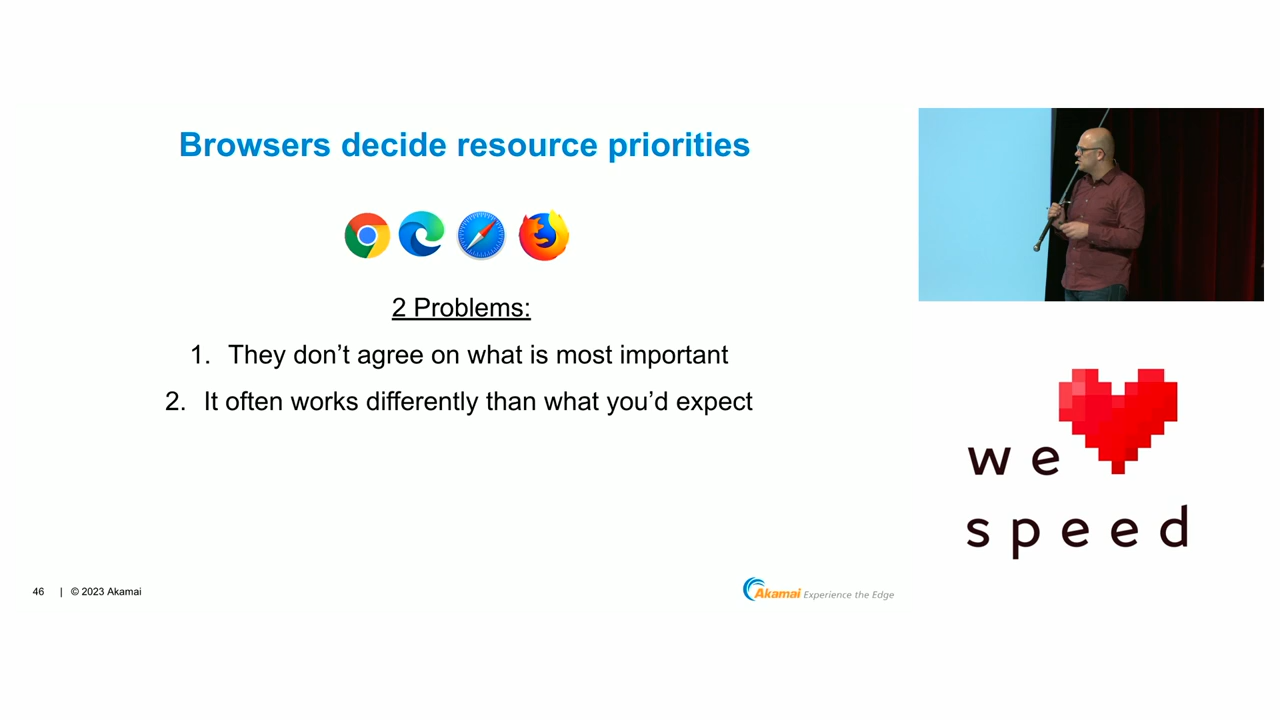 Browsers decide resource priorities
2 Problems:
1. They don’t agree on what is most important
2. It often works differently than what you’d expect
46 | © 2023 Akamai
Akamai Experience the Edge
we
speed